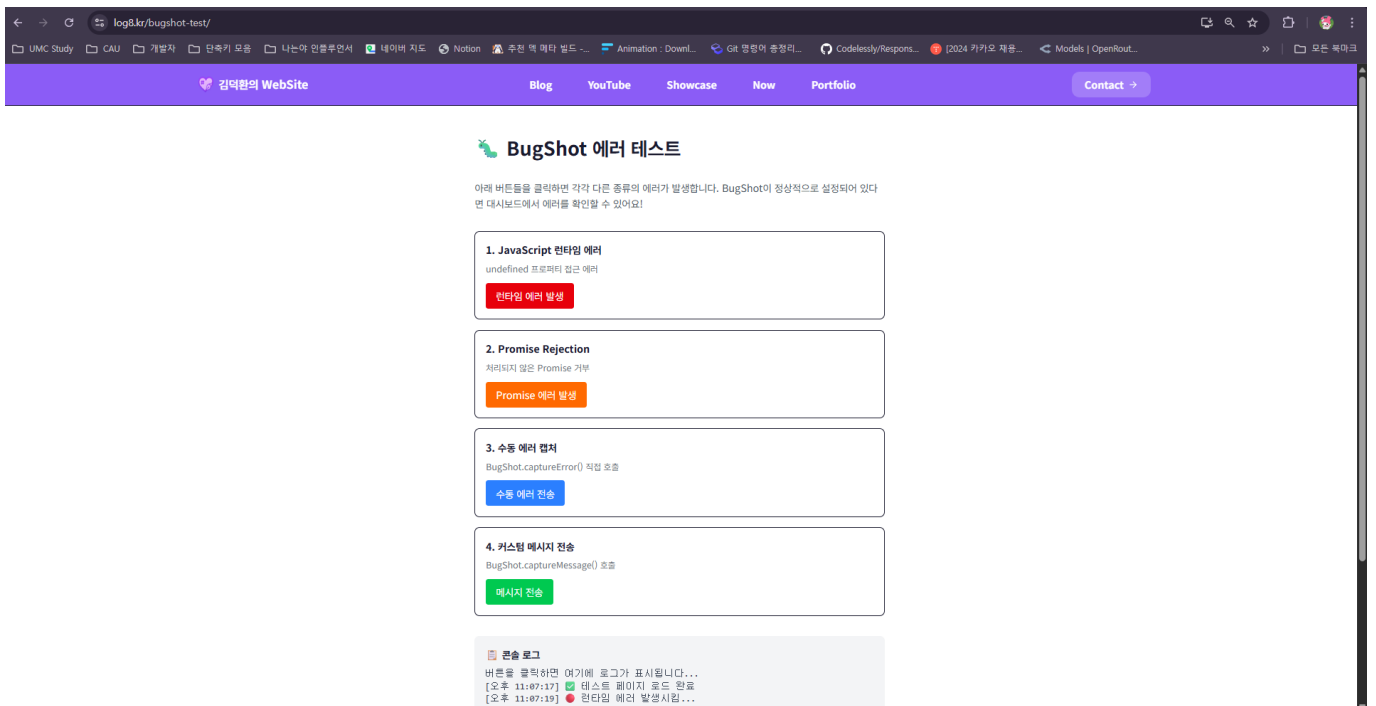 log8.kr/bugshot-test/
UMC Study CAU 개발자 단축키 모음 나는야 인플루언서 네이버 지도 Notion 추천 맥 메타 빌드 -... Animation : Downl... Git 명령어 총정리... Codelessly/Respons... [2024 카카오 채용... Models | OpenRout... » 모든 북마크
김덕환의 WebSite Blog YouTube Showcase Now Portfolio Contact →
BugShot 에러 테스트
아래 버튼들을 클릭하면 각각 다른 종류의 에러가 발생합니다. BugShot이 정상적으로 설정되어 있다
면 대시보드에서 에러를 확인할 수 있어요!
1. JavaScript 런타임 에러
undefined 프로퍼티 접근 에러
런타임 에러 발생
2. Promise Rejection
처리되지 않은 Promise 거부
Promise 에러 발생
3. 수동 에러 캡처
BugShot.captureError() 직접 호출
수동 에러 전송
4. 커스텀 메시지 전송
BugShot.captureMessage() 호출
메시지 전송
콘솔 로그
버튼을 클릭하면 여기에 로그가 표시됩니다...
[오후 11:07:17] ✅ 테스트 페이지 로드 완료
[오후 11:07:19] 🔴 런타임 에러 발생시킴...